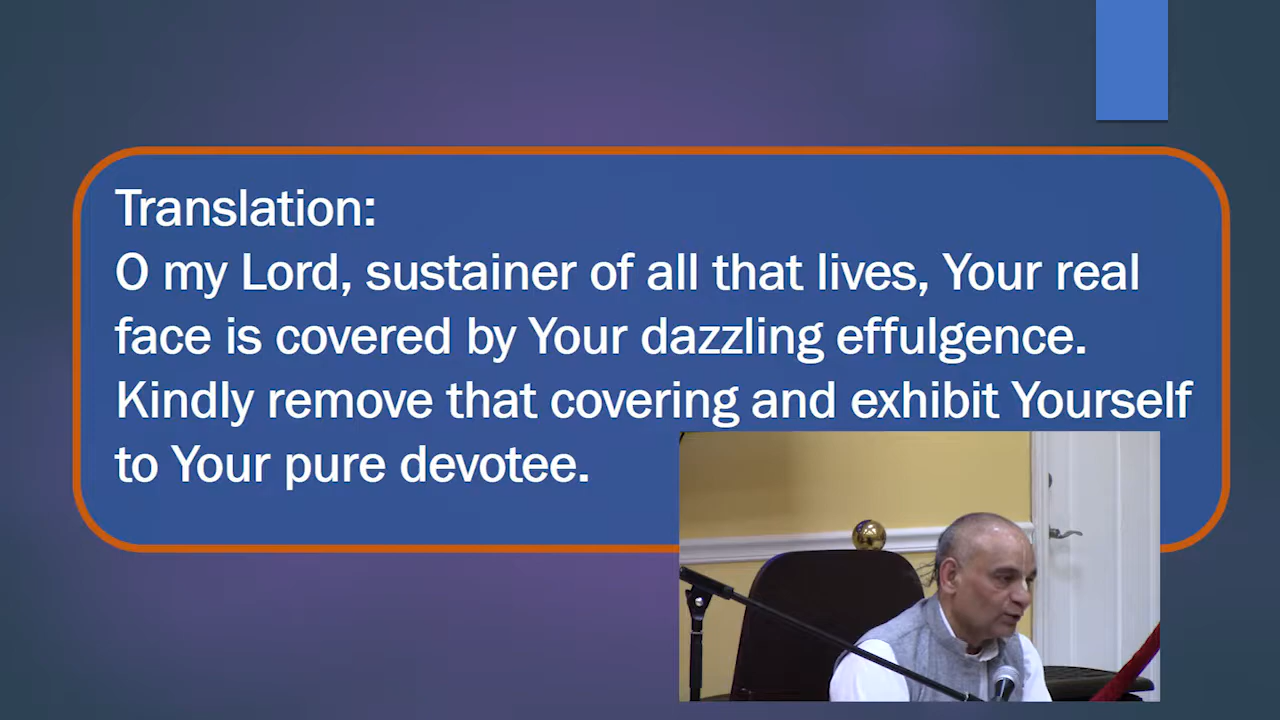 Translation:
O my Lord, sustainer of all that lives, Your real
face is covered by Your dazzling effulgence.
Kindly remove that covering and exhibit Yourself
to Your pure devotee.